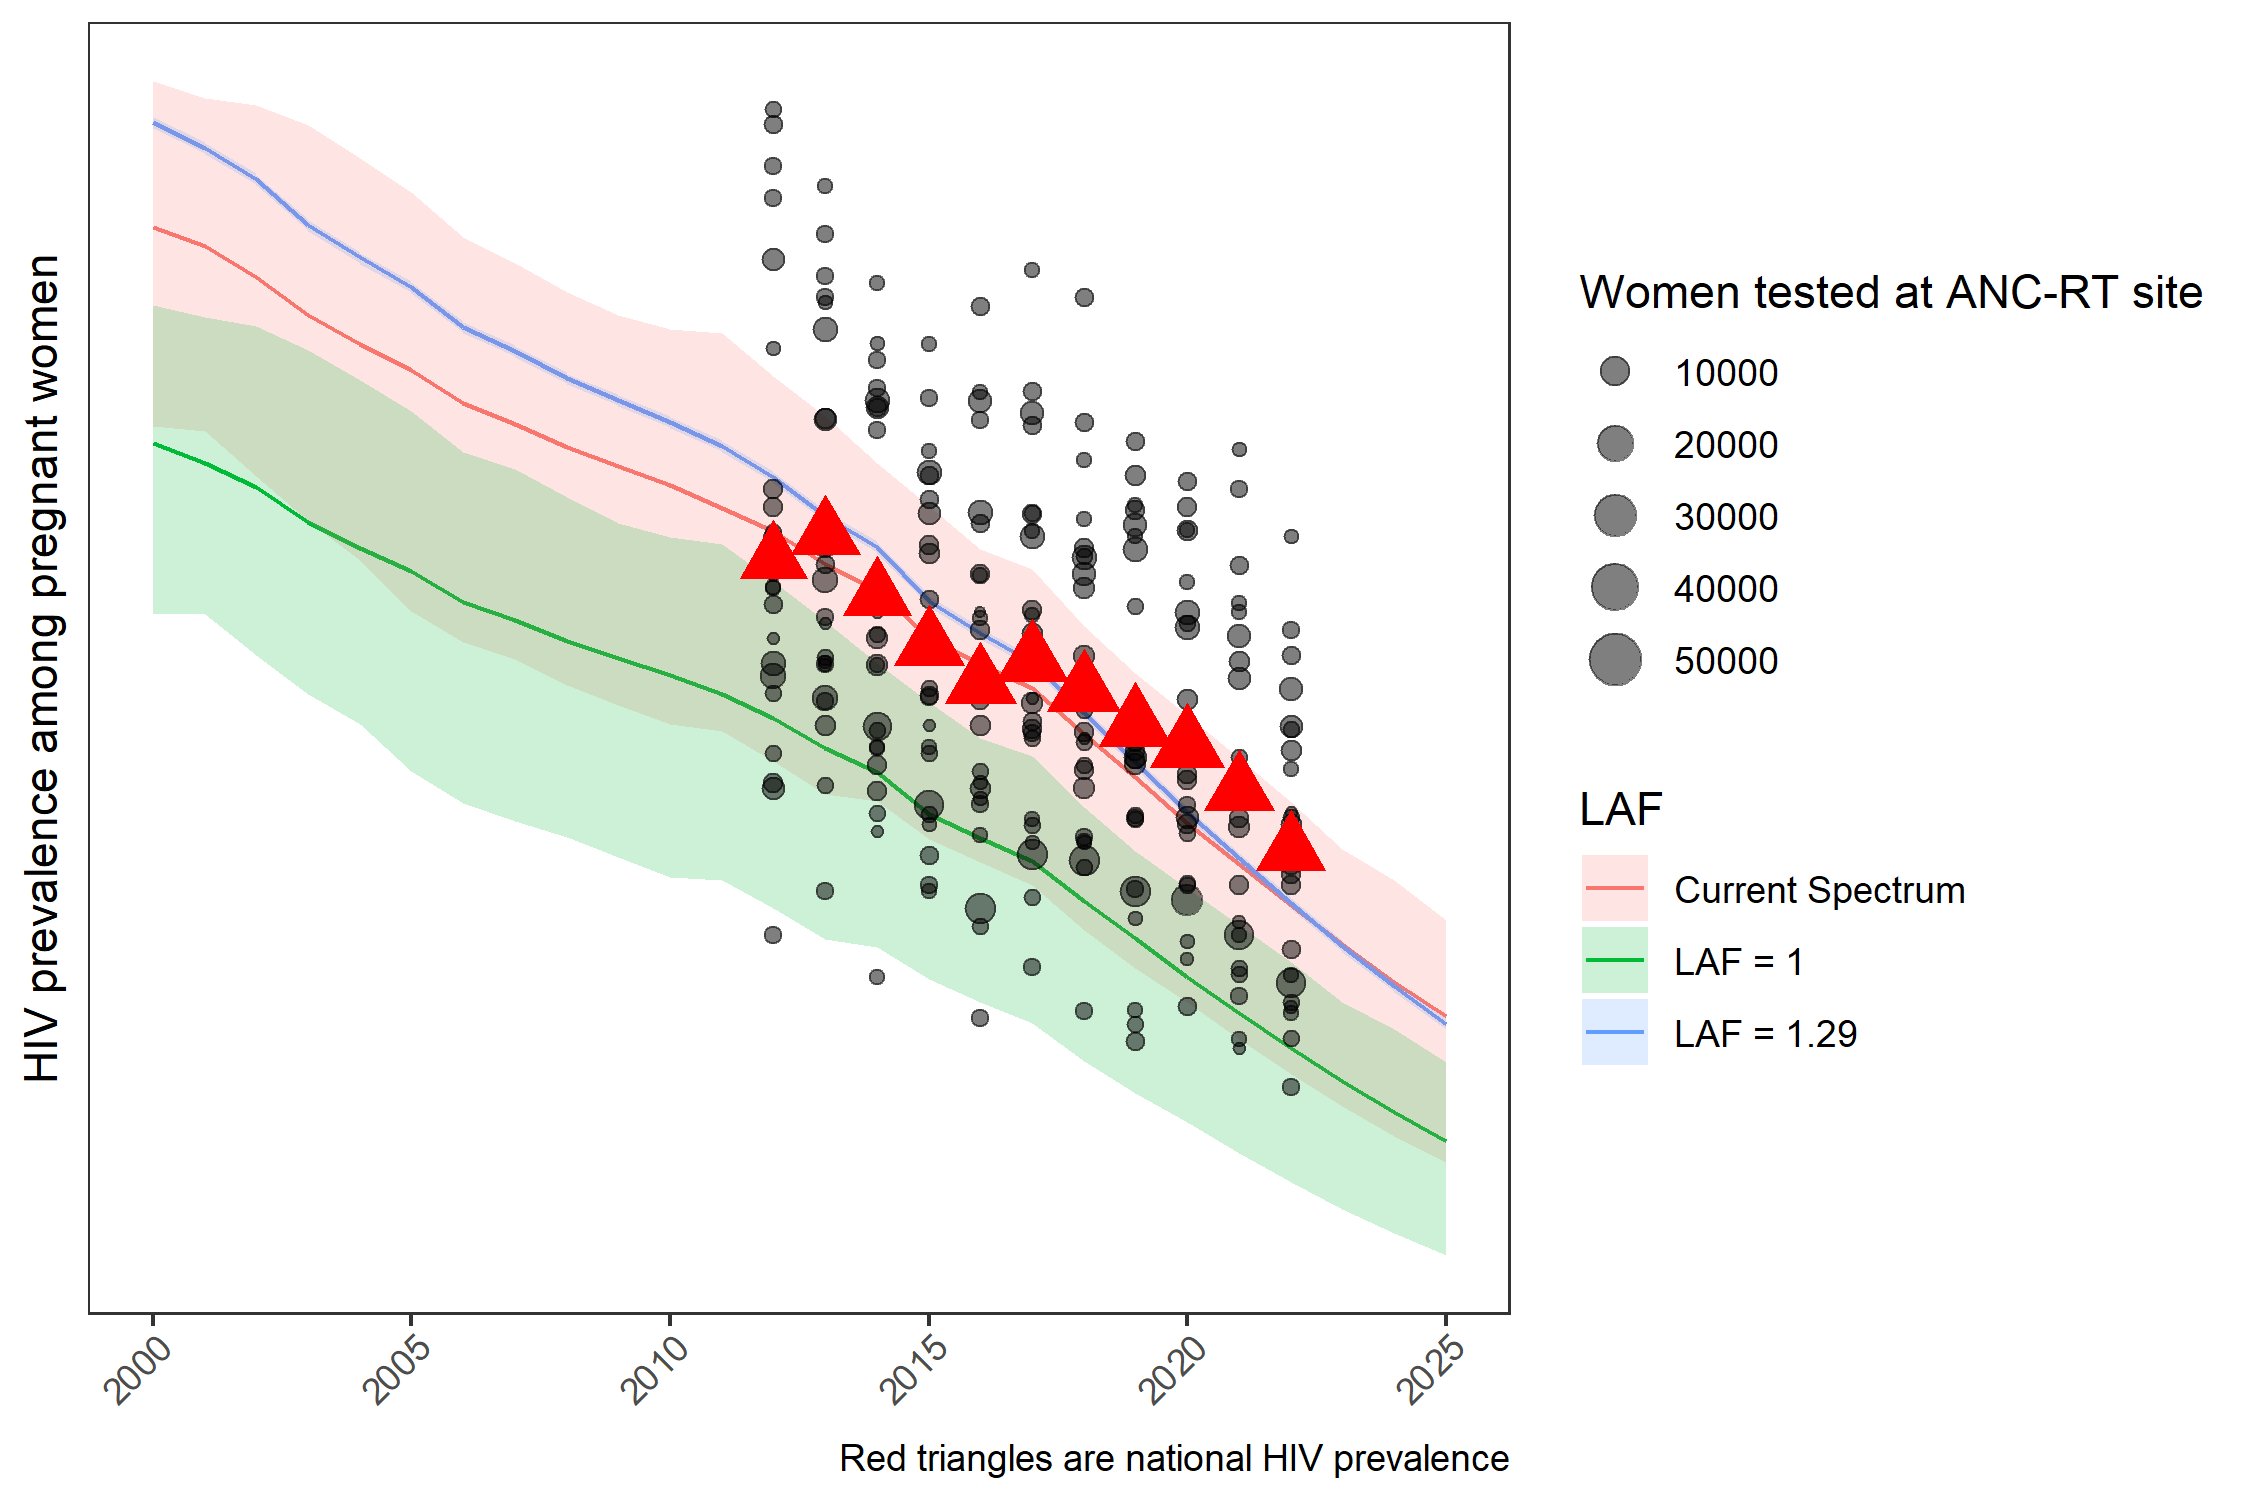 HIV prevalence among pregnant women
2000
2005
2010
2015
2020
2025
Red triangles are national HIV prevalence
Women tested at ANC-RT site
10000
20000
30000
40000
50000
LAF
Current Spectrum
LAF = 1
LAF = 1.29